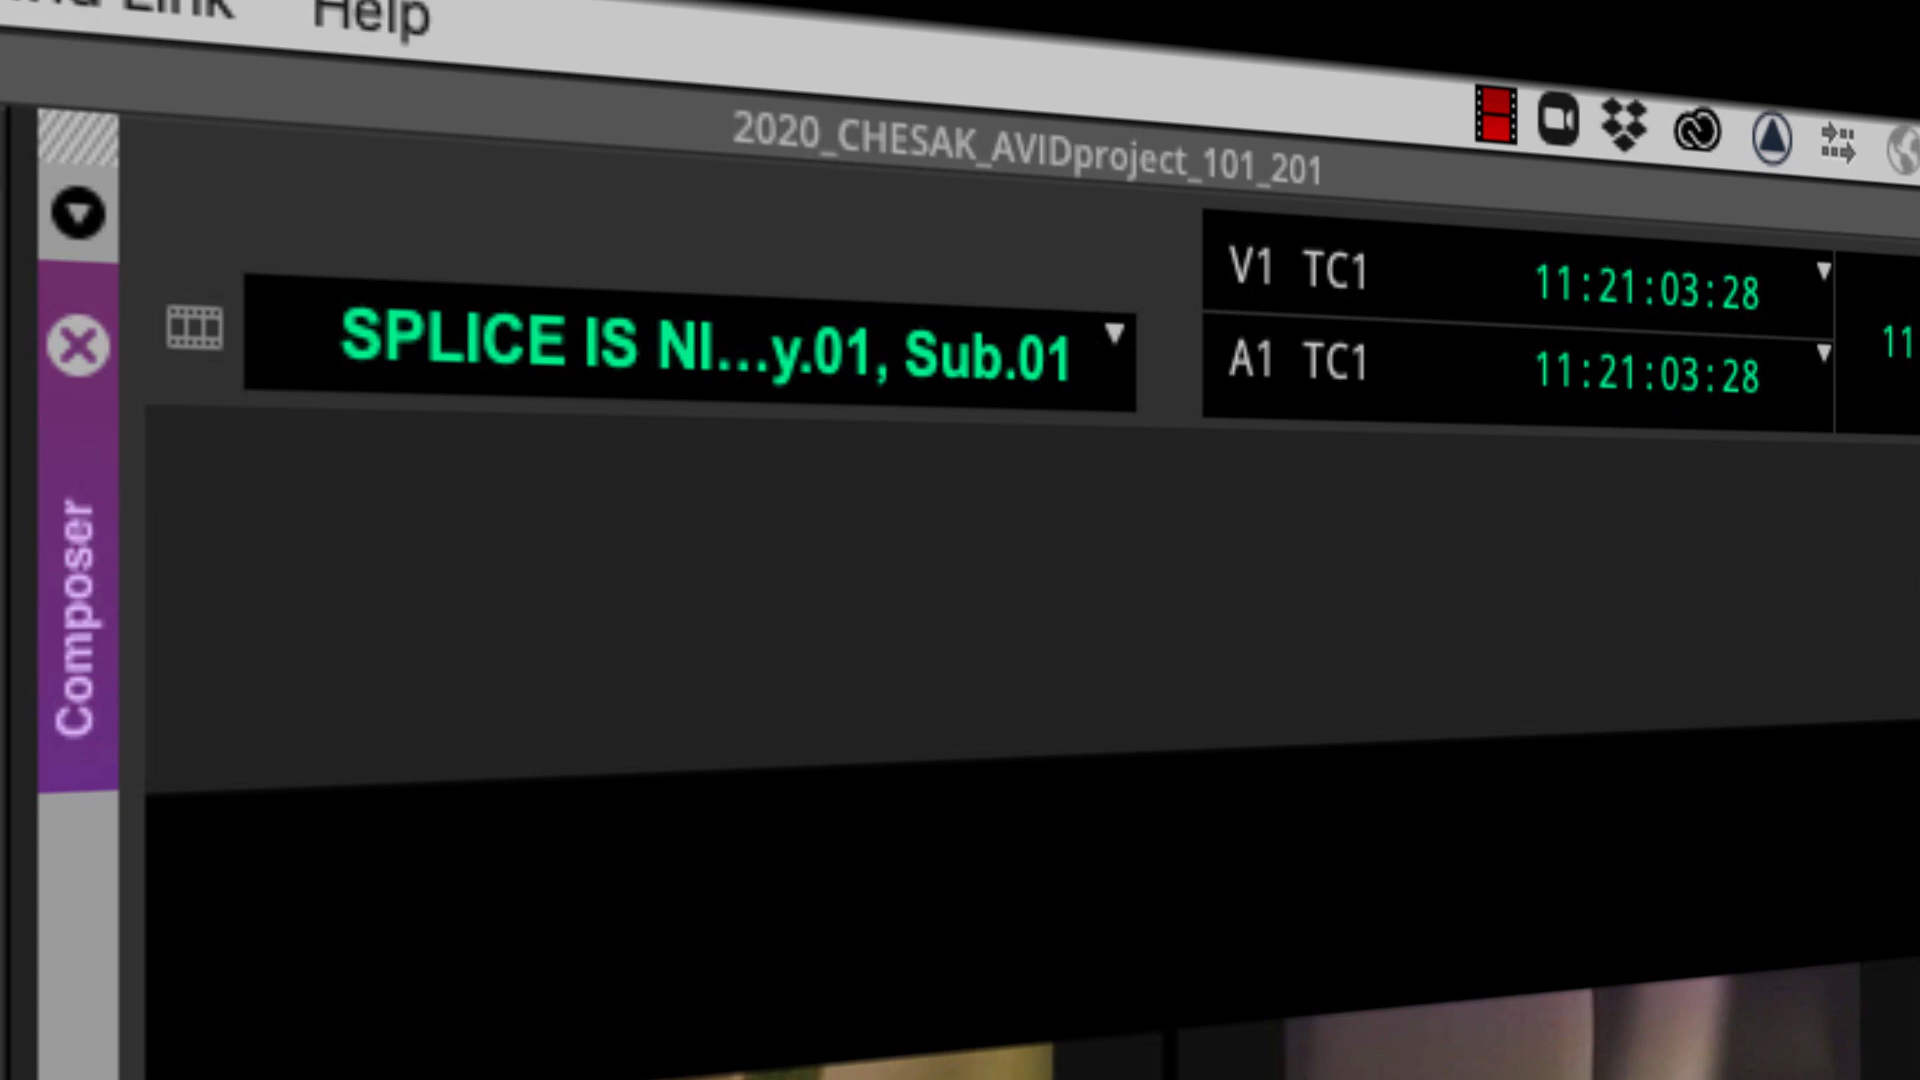 Link Help
2020_CHESAK_AVIDproject_101_201
V1 TC1 11:21:03:28
SPLICE IS NI...y.01, Sub.01
A1 TC1 11:21:03:28
11
Composer